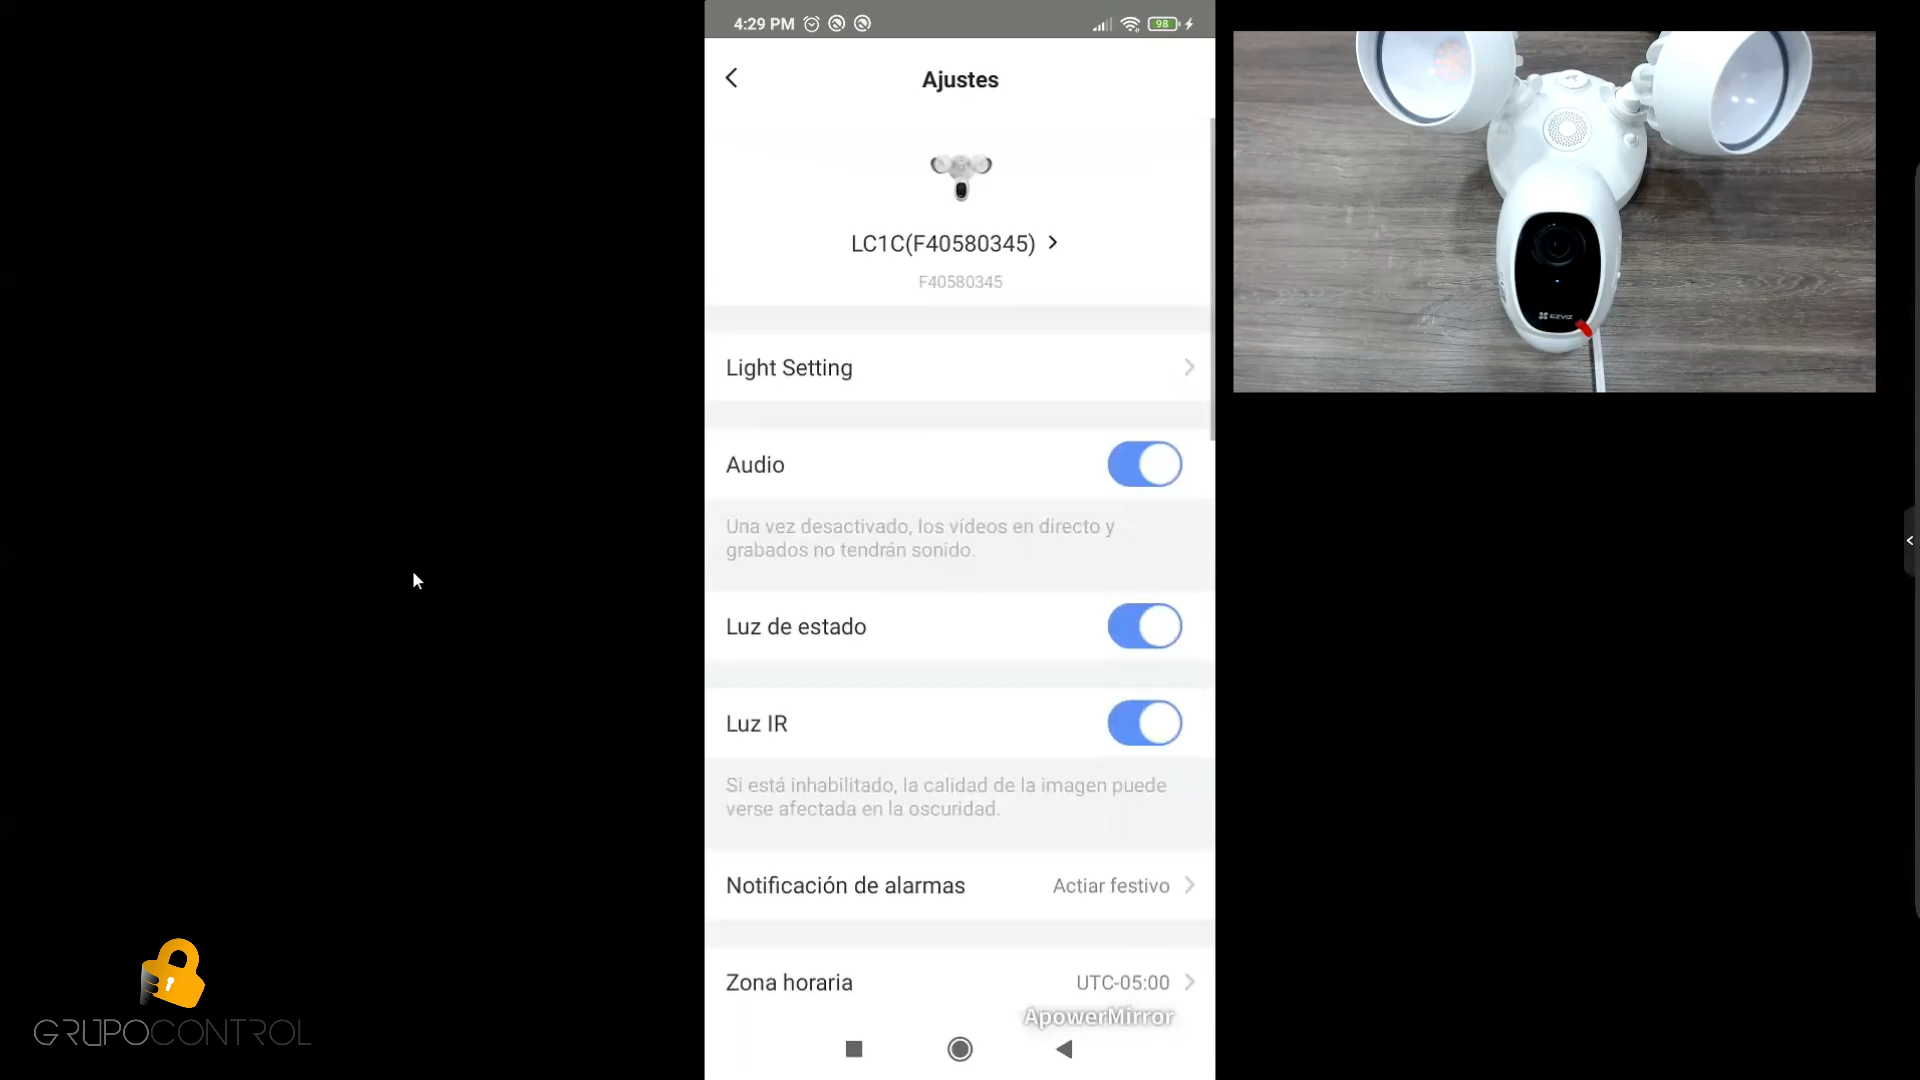 4:29 PM
98
Ajustes
LC1C(F40580345)
F40580345
Light Setting
Audio
Una vez desactivado, los vídeos en directo y
grabados no tendrán sonido.
Luz de estado
Luz IR
Si está inhabilitado, la calidad de la imagen puede
verse afectada en la oscuridad.
Notificación de alarmas
Actiar festivo
Zona horaria
UTC-05:00
ApowerMirror
EZVIZ
GRUPOCONTROL